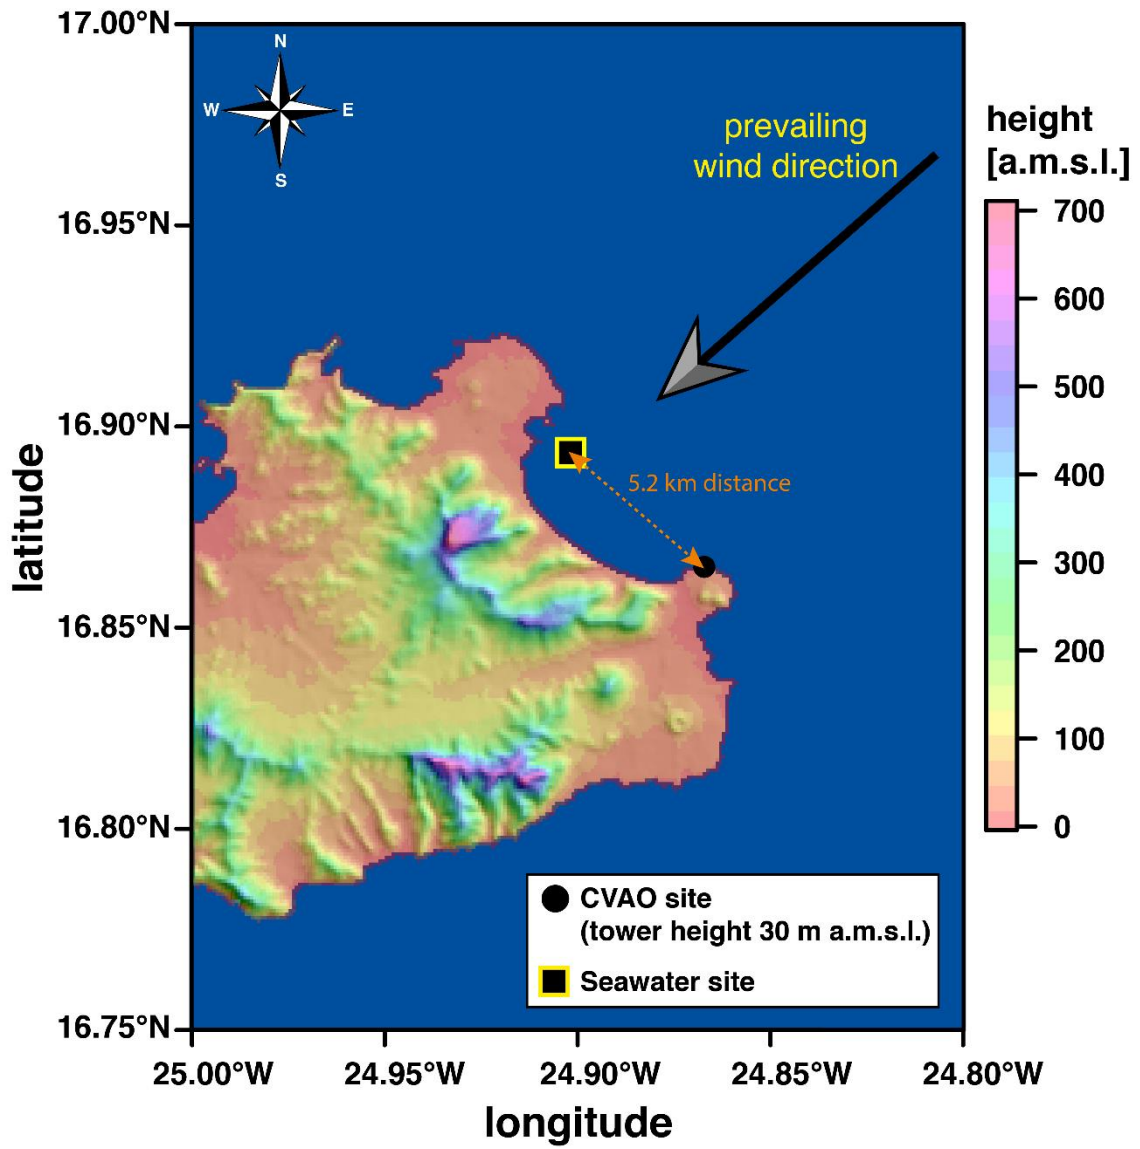 17.00°N
N
W
E
S
prevailing
wind direction
height
[a.m.s.l.]
700
600
500
400
300
200
100
0
16.95°N
16.90°N
16.85°N
16.80°N
16.75°N
latitude
5.2 km distance
CVAO site
(tower height 30 m a.m.s.l.)
Seawater site
25.00°W
24.95°W
24.90°W
24.85°W
24.80°W
longitude